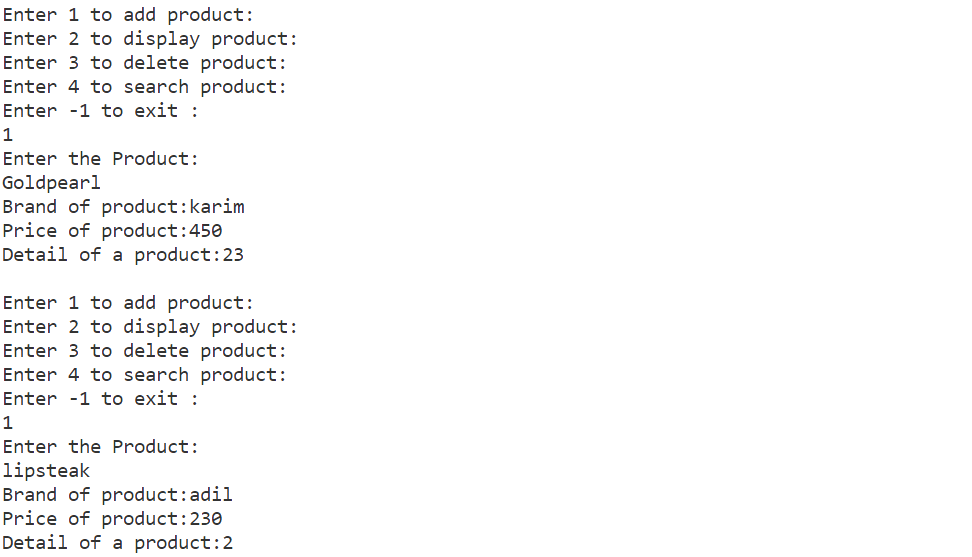 Enter 1 to add product:
Enter 2 to display product:
Enter 3 to delete product:
Enter 4 to search product:
Enter -1 to exit :
1
Enter the Product:
Goldpearl
Brand of product:karim
Price of product:450
Detail of a product:23

Enter 1 to add product:
Enter 2 to display product:
Enter 3 to delete product:
Enter 4 to search product:
Enter -1 to exit :
1
Enter the Product:
lipsteak
Brand of product:adil
Price of product:230
Detail of a product:2